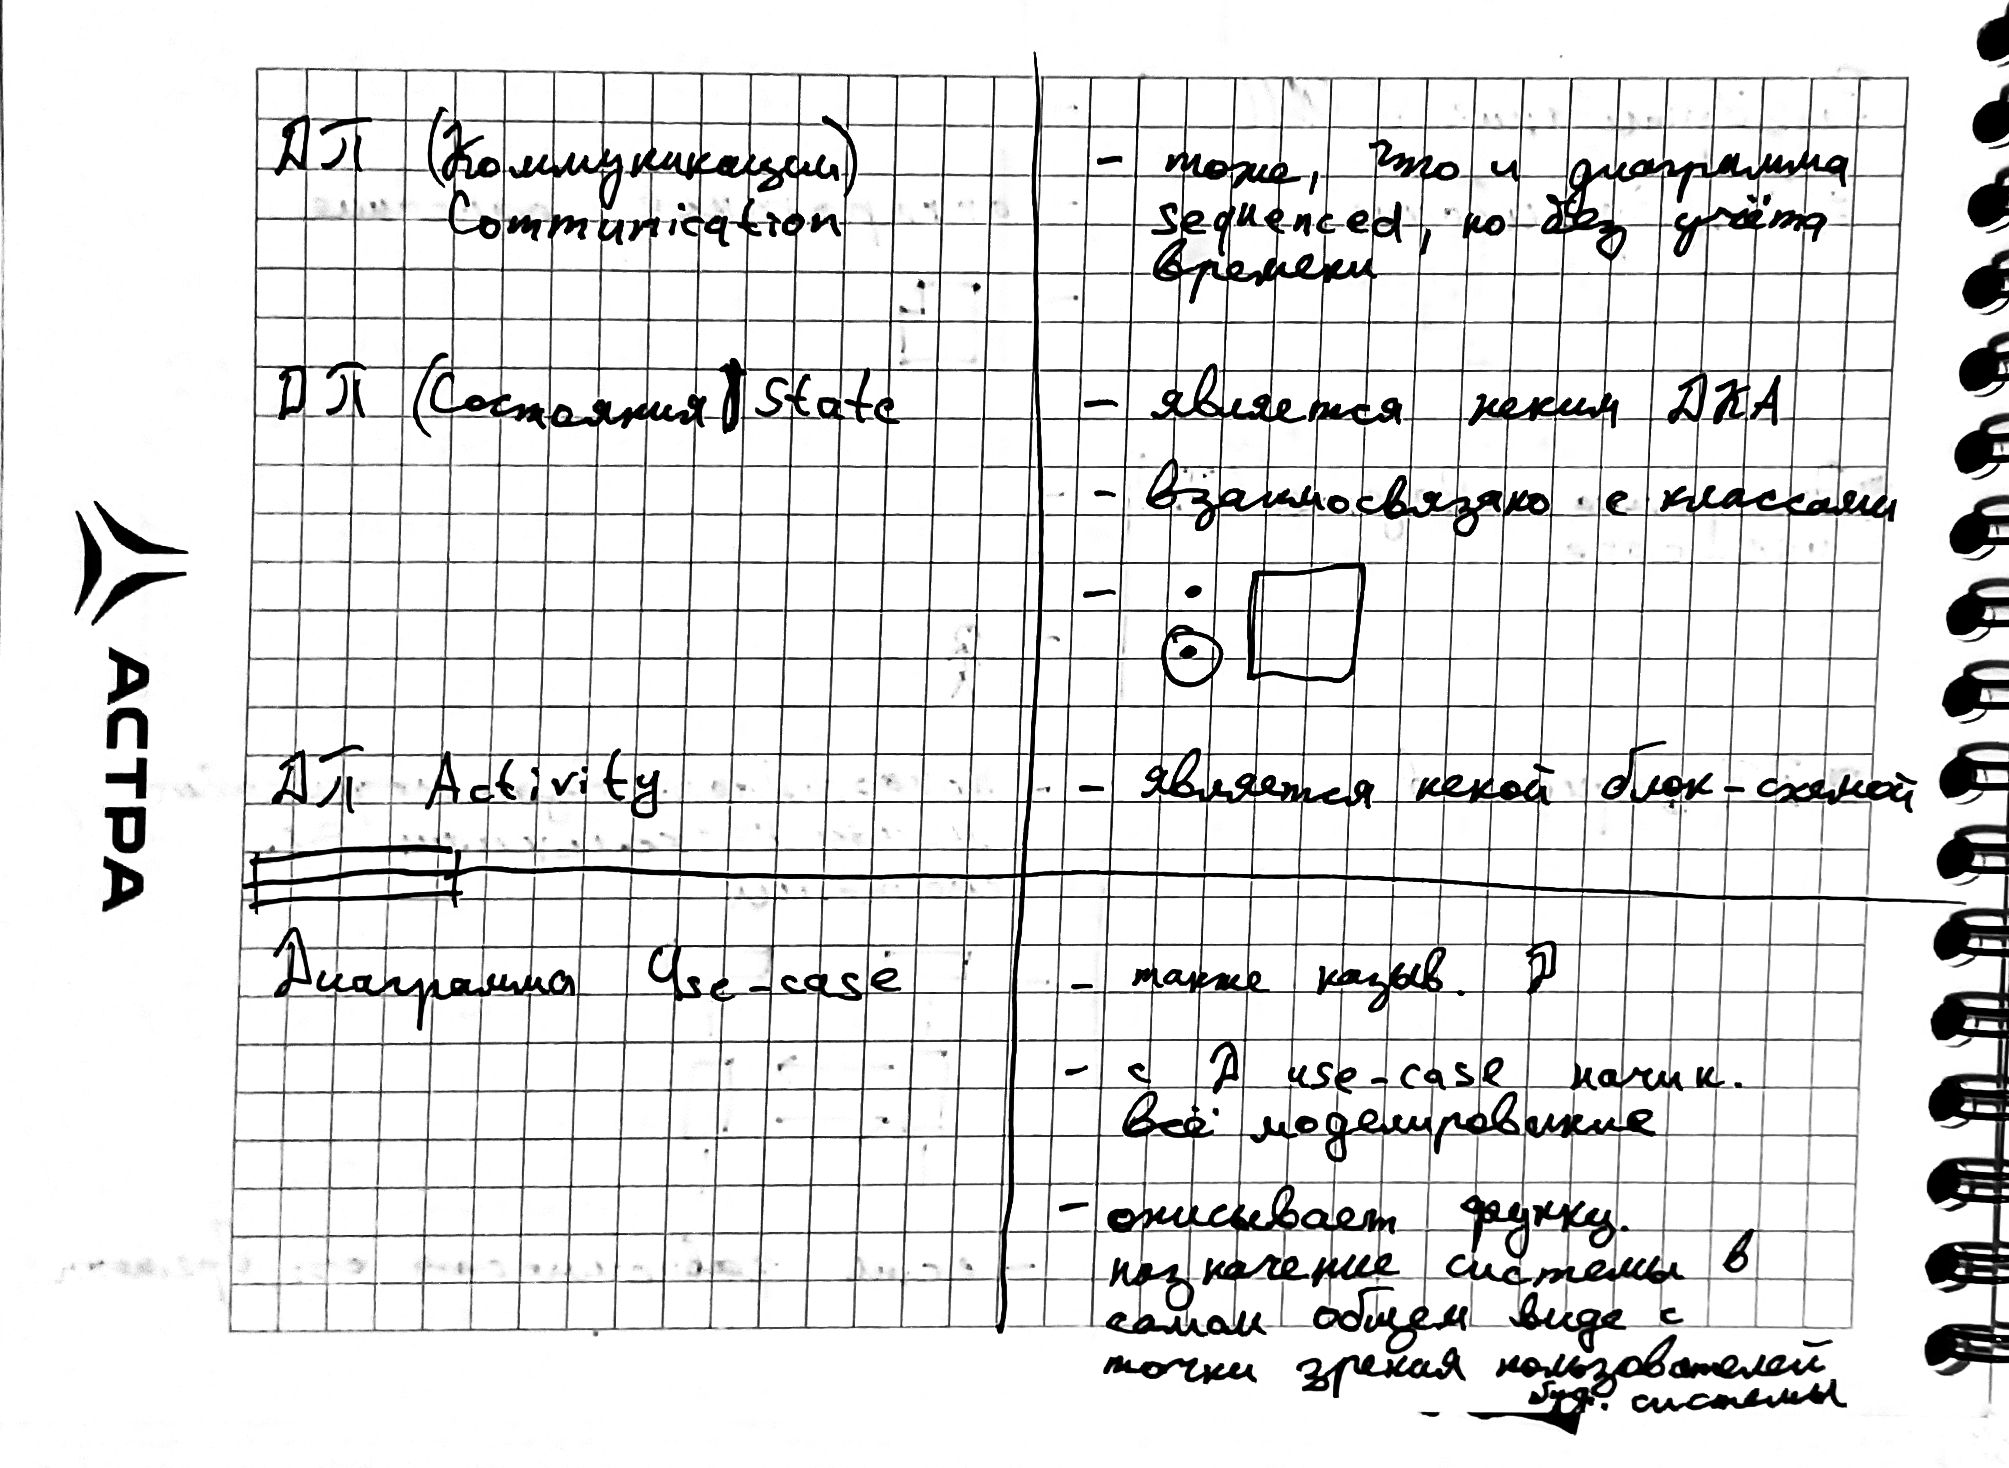 ДП (Коммуникации)
Communication
- тоже, что и диаграмма
sequenced, но без учёта
времени
ДП (Состояния) State
- является неким ДКА
- взаимосвязано с классами
-
АСТРА
ДП Activity
- является некой блок-схемой
Диаграмма Use-case
- также назыв. Д
- с Д use-case начин.
всё моделирование
- описывает функц.
назначение системы в
самом общем виде с
точки зрения пользователей
буд. системы